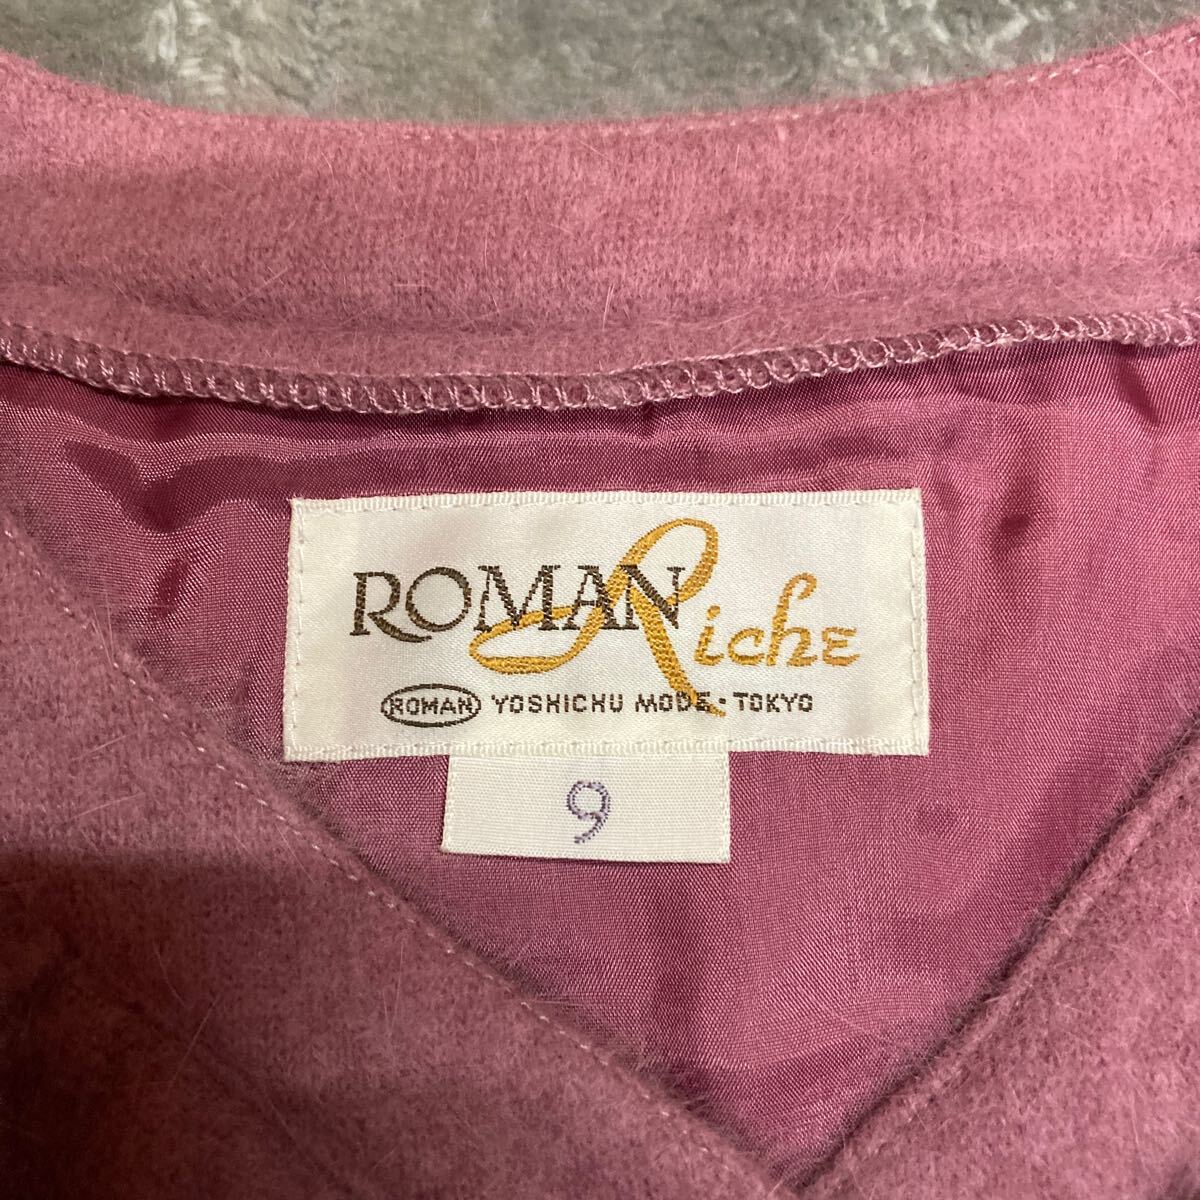 ROMAN Riche
ROMAN YOSHICHU MODE・TOKYO
9